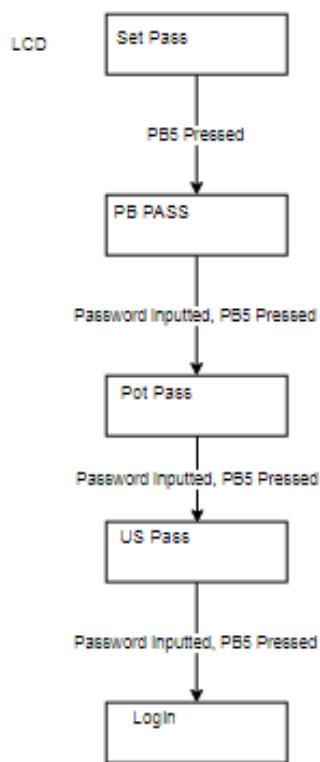 LCD
Set Pass
PB5 Pressed
PB PASS
Password Inputted, PB5 Pressed
Pot Pass
Password Inputted, PB5 Pressed
US Pass
Password Inputted, PB5 Pressed
Login